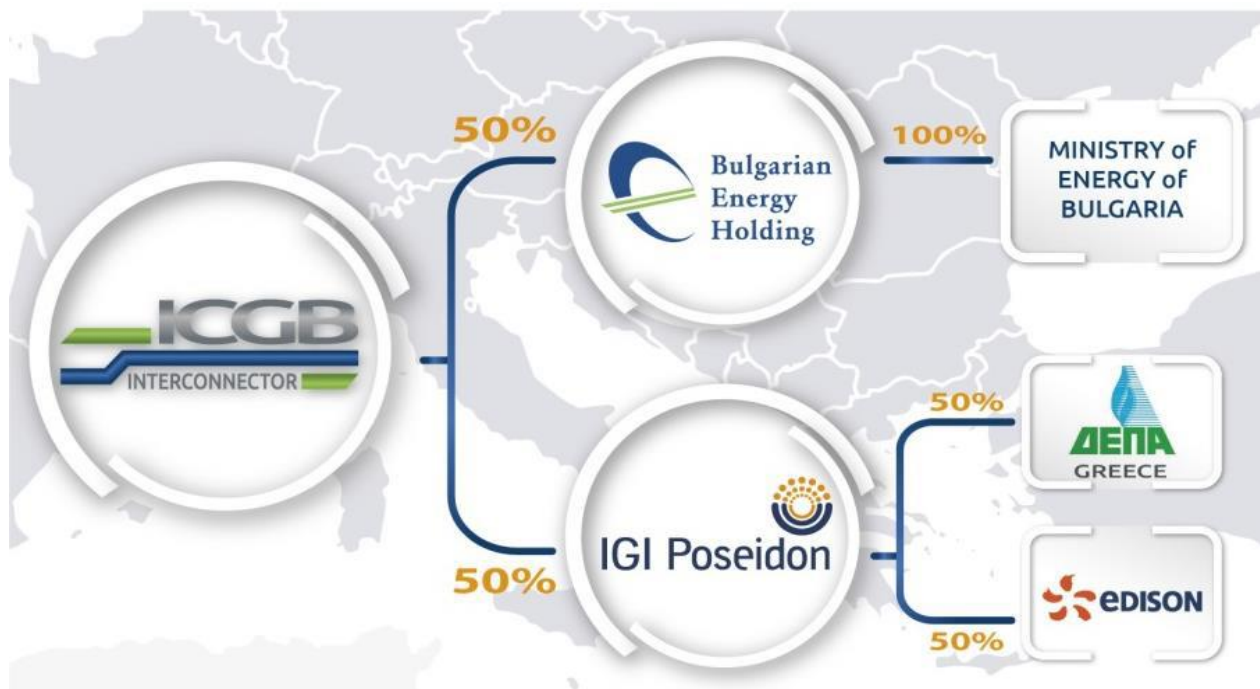 50%
Bulgarian
Energy
Holding
100%
MINISTRY of
ENERGY of
BULGARIA
ICGB
INTERCONNECTOR
50%
ΔΕΠΑ
GREECE
50%
IGI Poseidon
50%
eDISON